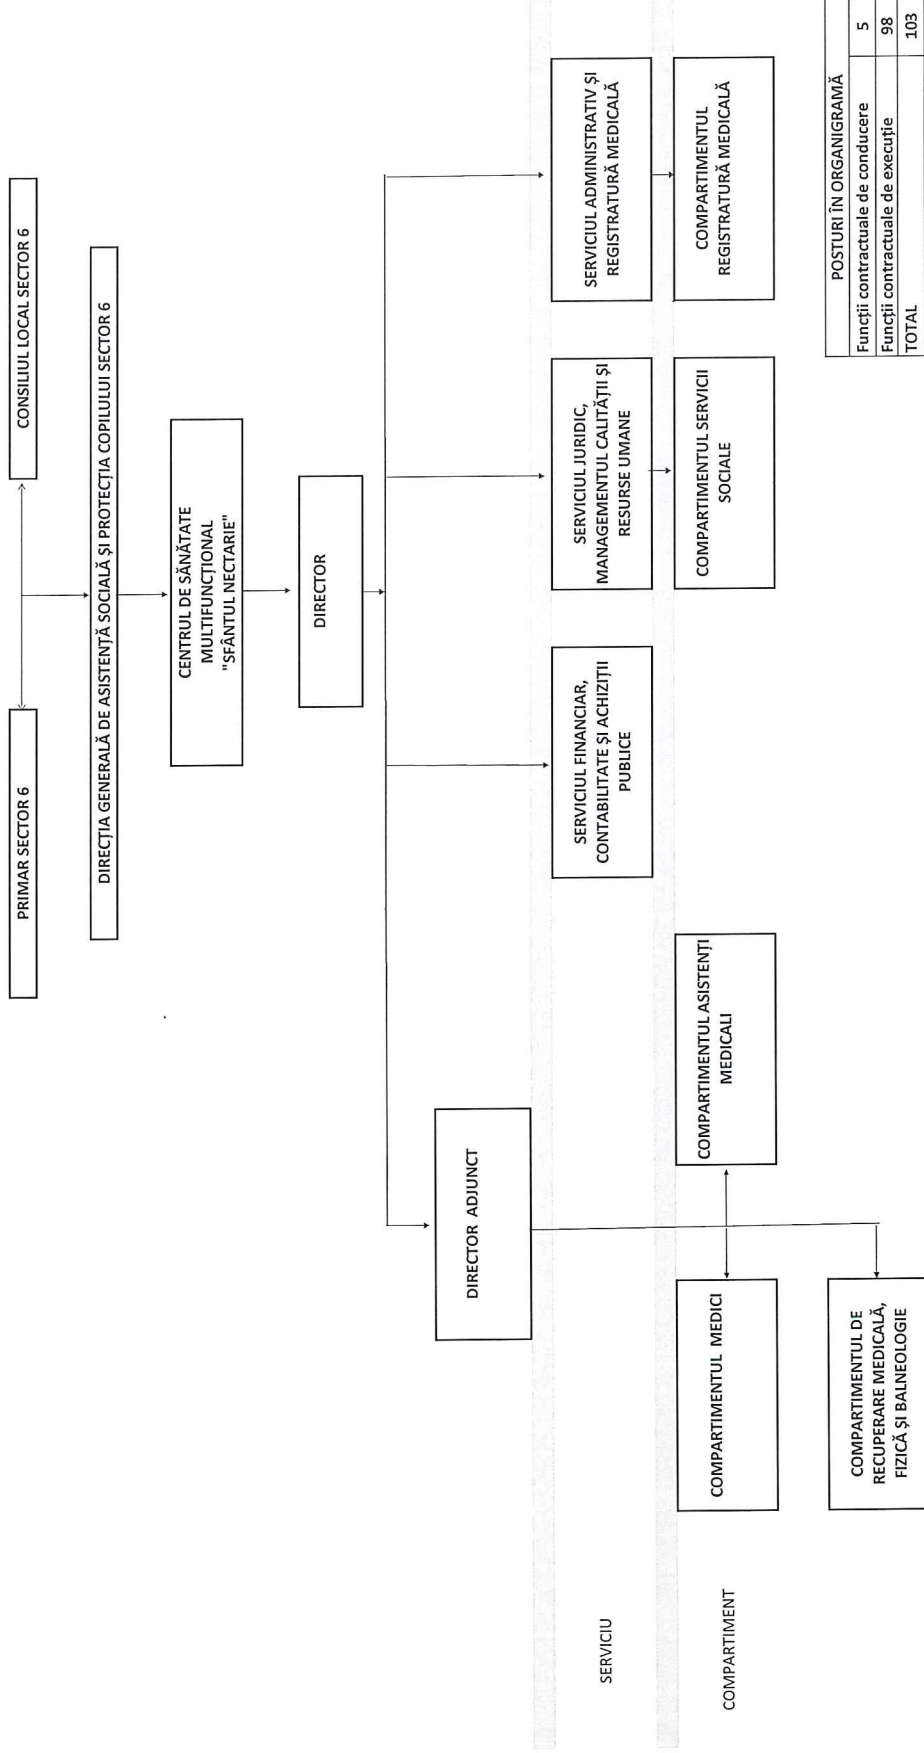 PRIMAR SECTOR 6
CONSILIUL LOCAL SECTOR 6
DIRECȚIA GENERALĂ DE ASISTENȚĂ SOCIALĂ ȘI PROTECȚIA COPILULUI SECTOR 6
CENTRUL DE SĂNĂTATE
MULTIFUNCȚIONAL
"SFÂNTUL NECTARIE"
DIRECTOR
DIRECTOR ADJUNCT
SERVICIU
SERVICIUL FINANCIAR,
CONTABILITATE ȘI ACHIZIȚII
PUBLICE
SERVICIUL JURIDIC,
MANAGEMENTUL CALITĂȚII ȘI
RESURSE UMANE
SERVICIUL ADMINISTRATIV ȘI
REGISTRATURĂ MEDICALĂ
COMPARTIMENT
COMPARTIMENTUL MEDICI
COMPARTIMENTUL ASISTENȚI
MEDICALI
COMPARTIMENTUL SERVICII
SOCIALE
COMPARTIMENTUL
REGISTRATURĂ MEDICALĂ
COMPARTIMENTUL DE
RECUPERARE MEDICALĂ,
FIZICĂ ȘI BALNEOLOGIE
POSTURI ÎN ORGANIGRAMĂ
Funcții contractuale de conducere 5
Funcții contractuale de execuție 98
TOTAL 103